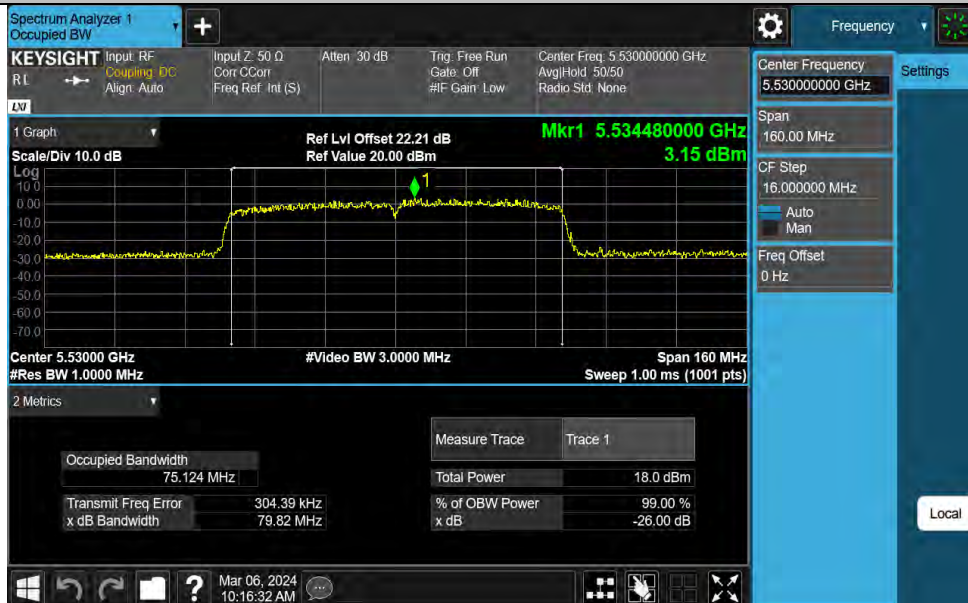 Spectrum Analyzer 1
Occupied BW
+
Frequency
KEYSIGHT
RL
LXI
Input: RF
Coupling: DC
Align: Auto
Input Z: 50 Ω
Corr CCorr
Freq Ref: Int (S)
Atten: 30 dB
Trig: Free Run
Gate: Off
#IF Gain: Low
Center Freq: 5.530000000 GHz
Avg|Hold: 50/50
Radio Std: None
Center Frequency
5.530000000 GHz
Settings
Span
160.00 MHz
CF Step
16.000000 MHz
Auto
Man
Freq Offset
0 Hz
Local
1 Graph
Scale/Div 10.0 dB
Ref Lvl Offset 22.21 dB
Ref Value 20.00 dBm
Mkr1 5.534480000 GHz
3.15 dBm
Log
10.0
0.00
-10.0
-20.0
-30.0
-40.0
-50.0
-60.0
-70.0
1
Center 5.53000 GHz
#Res BW 1.0000 MHz
#Video BW 3.0000 MHz
Span 160 MHz
Sweep 1.00 ms (1001 pts)
2 Metrics
Measure Trace Trace 1
Occupied Bandwidth
75.124 MHz
Total Power 18.0 dBm
Transmit Freq Error 304.39 kHz
% of OBW Power 99.00 %
x dB Bandwidth 79.82 MHz
x dB -26.00 dB
?
Mar 06, 2024
10:16:32 AM